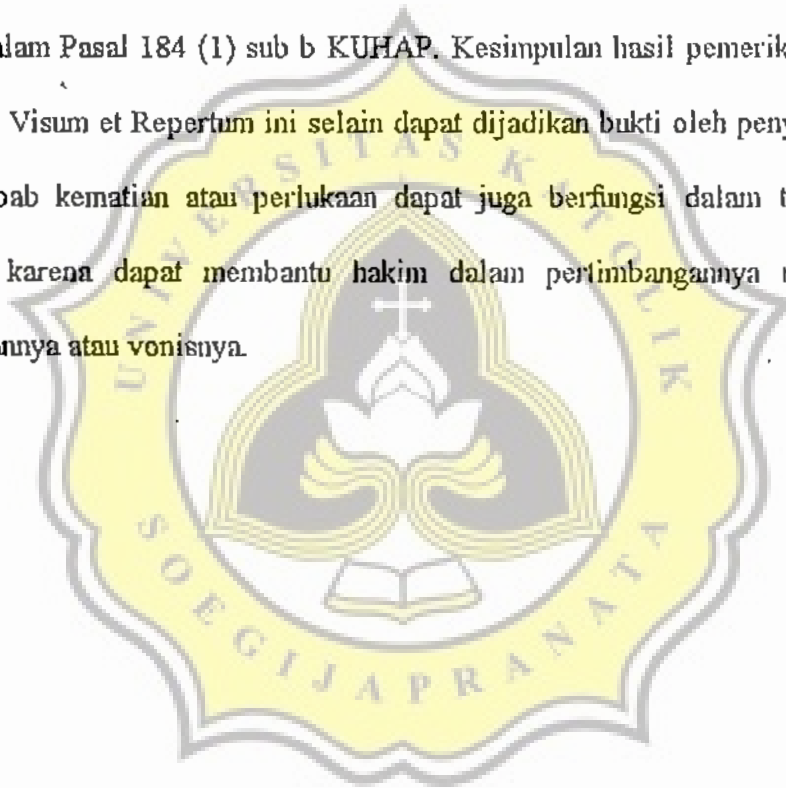 alam Pasal 184 (1) sub b KUHAP. Kesimpulan hasil pemerik
Visum et Repertum ini selain dapat dijadikan bukti oleh peny
bab kematian atau perlukaan dapat juga berfungsi dalam t
karena dapat membantu hakim dalam pertimbangannya
annya atau vonisnya.
UNIVERSITAS KATOLIK
SOEGIJAPRANATA